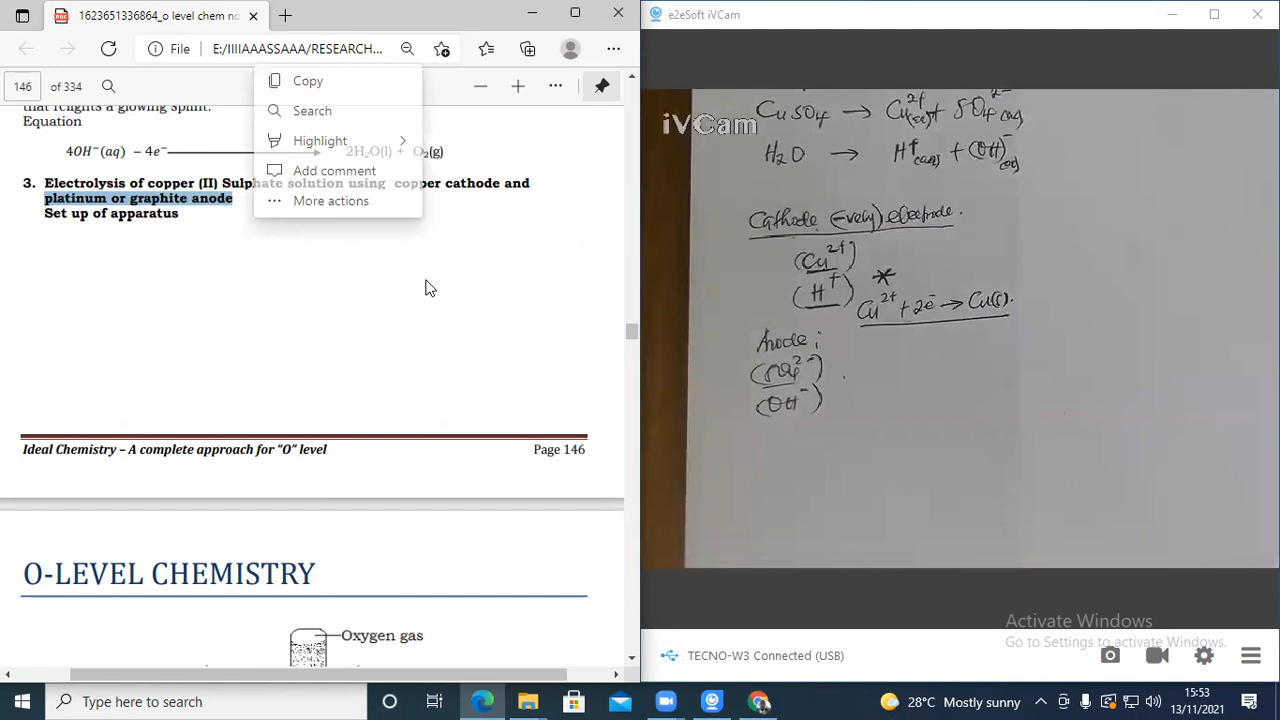 1623651336864_o level chem no
File
E:/IIIIAAASSAAA/RESEARCH...
146 of 334
Copy
Search
Highlight
Add comment
More actions
that relights a glowing splint.
Equation
4OH⁻(aq) – 4e⁻ 2H₂O(l) + O₂(g)
3. Electrolysis of copper (II) Sulphate solution using copper cathode and
platinum or graphite anode
Set up of apparatus
Ideal Chemistry – A complete approach for “O” level
Page 146
O-LEVEL CHEMISTRY
Oxygen gas
e2eSoft iVCam
iVCam
CuSO4 → Cu²⁺(aq) + SO4²⁻(aq)
H2O → H⁺(aq) + (OH)⁻(aq)
Cathode (-vely) electrode.
(Cu²⁺)
(H⁺) *
Cu²⁺ + 2e⁻ → Cu(s).
Anode;
(SO4²⁻)
(OH⁻)
Activate Windows
Go to Settings to activate Windows.
TECNO-W3 Connected (USB)
Type here to search
28°C Mostly sunny
15:53
13/11/2021